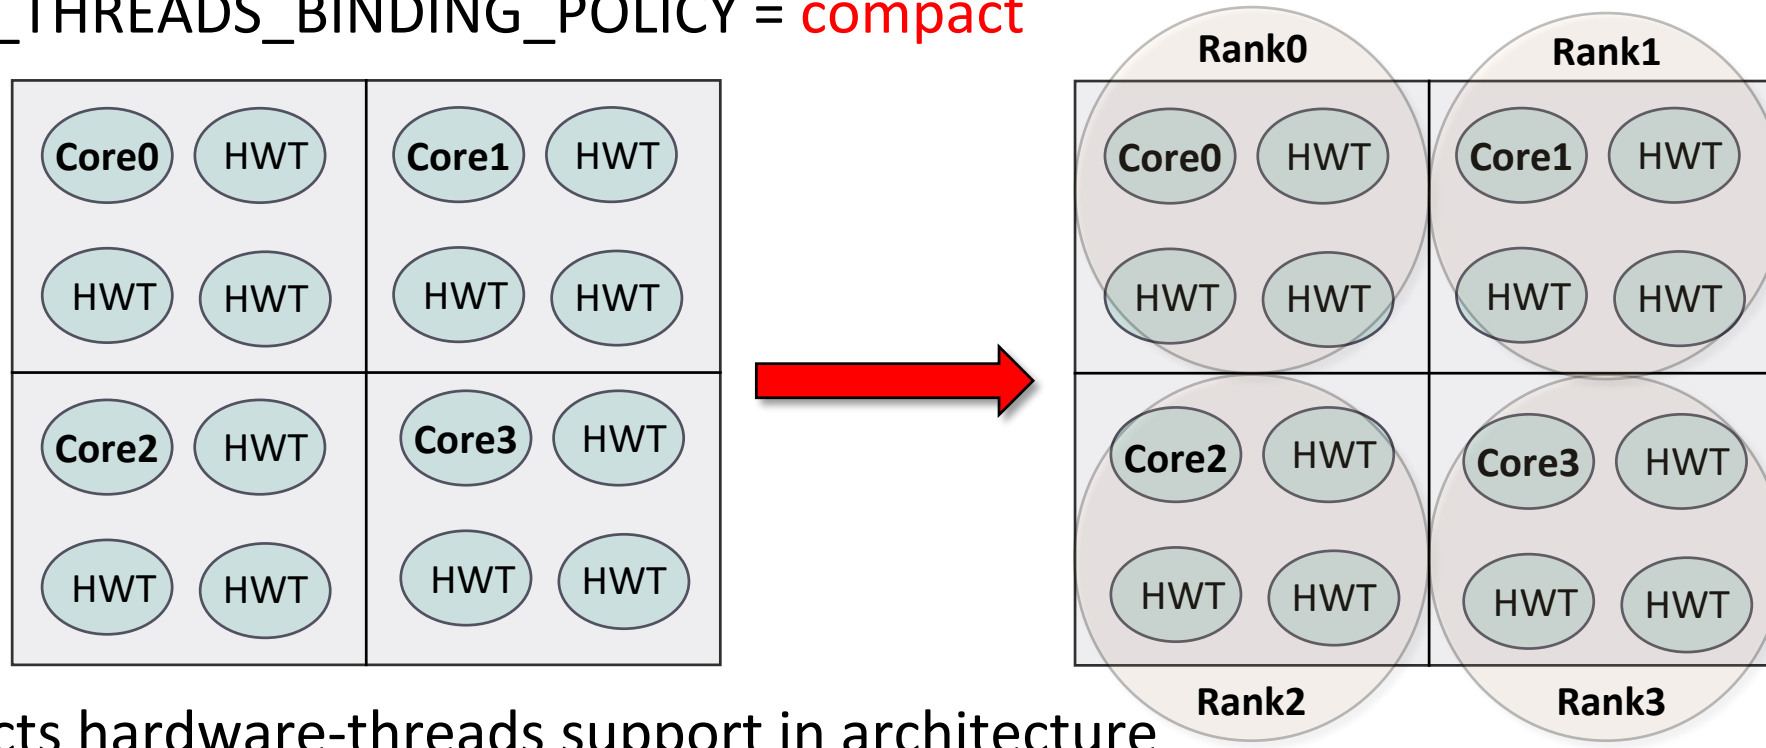 _THREADS_BINDING_POLICY = compact
Rank0 Rank1
Core0 HWT Core1 HWT
HWT HWT HWT HWT
Core2 HWT Core3 HWT
HWT HWT HWT HWT
Core0 HWT Core1 HWT
HWT HWT HWT HWT
Core2 HWT Core3 HWT
HWT HWT HWT HWT
Rank2 Rank3
cts hardware-threads support in architecture